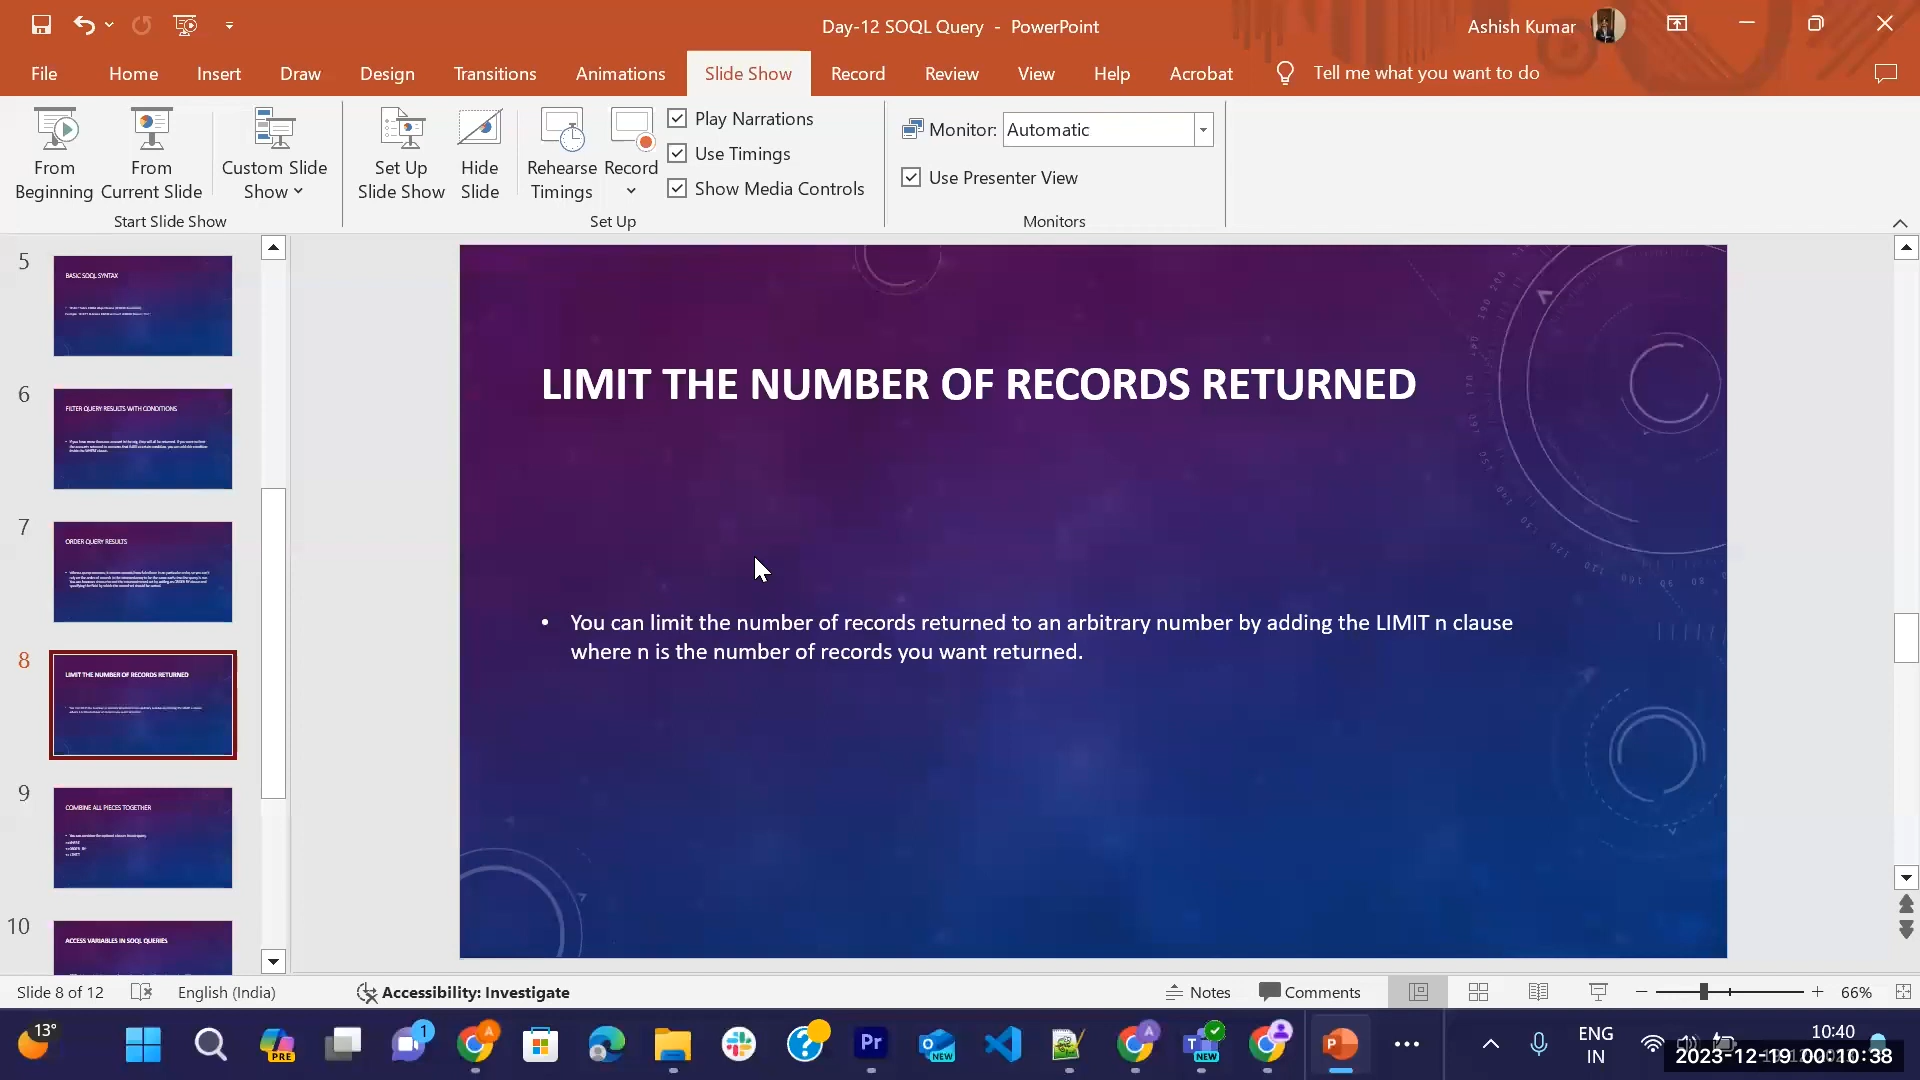 Day-12 SOQL Query - PowerPoint
Ashish Kumar
File Home Insert Draw Design Transitions Animations Slide Show Record Review View Help Acrobat Tell me what you want to do
From Beginning
From Current Slide
Custom Slide Show
Start Slide Show
Set Up Slide Show
Hide Slide
Rehearse Timings
Record
Play Narrations
Use Timings
Show Media Controls
Set Up
Monitor: Automatic
Use Presenter View
Monitors
5
BASIC SOQL SYNTAX
6
FILTER QUERY RESULTS WITH CONDITIONS
7
ORDER QUERY RESULTS
8
LIMIT THE NUMBER OF RECORDS RETURNED
9
COMBINE ALL PIECES TOGETHER
10
ACCESS VARIABLES IN SOQL QUERIES
LIMIT THE NUMBER OF RECORDS RETURNED
• You can limit the number of records returned to an arbitrary number by adding the LIMIT n clause
where n is the number of records you want returned.
Slide 8 of 12 English (India) Accessibility: Investigate Notes Comments 66%
13°
PRE
1
A
Pr
NEW
A
NEW
P
ENG
IN
10:40
2023-12-19 00:10:38